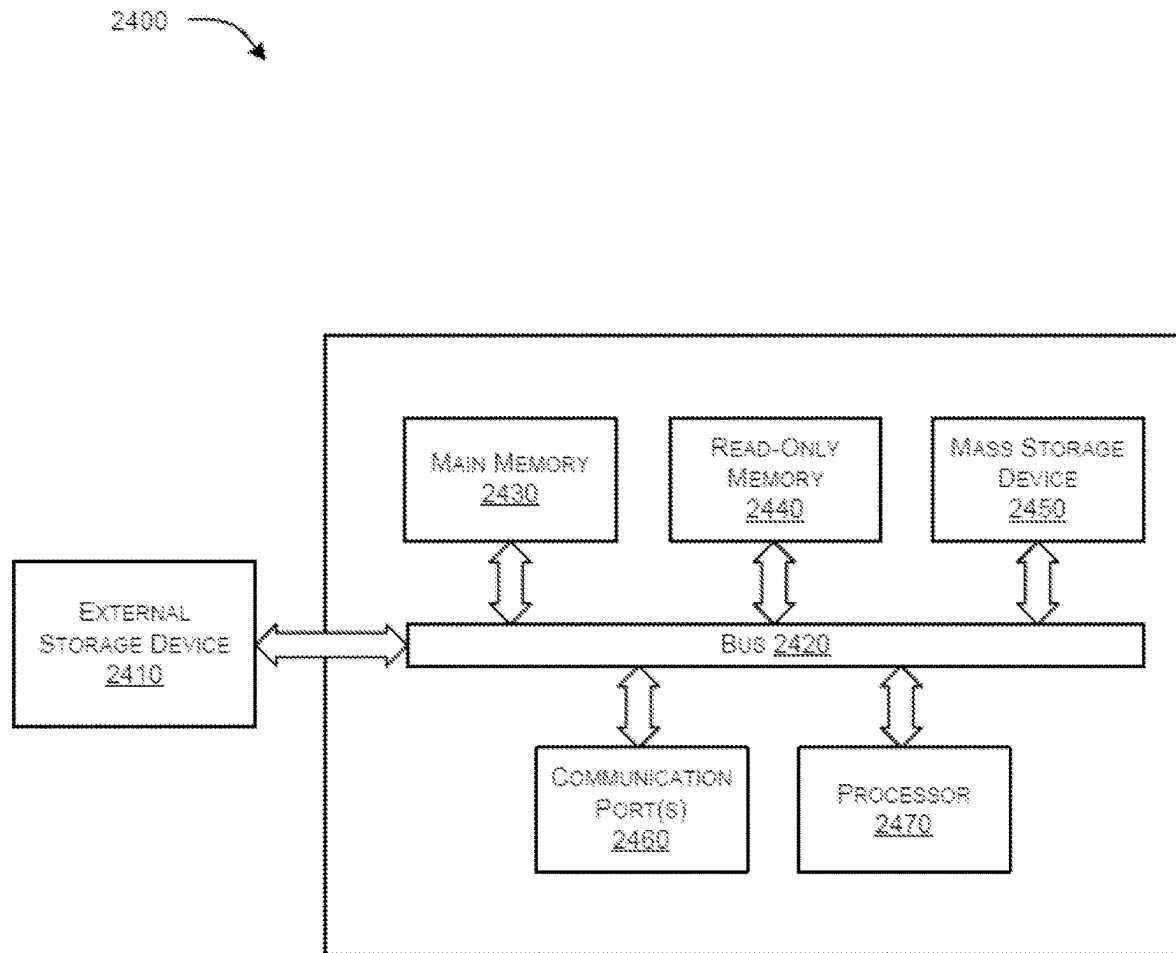 2400
MAIN MEMORY
2430
READ-ONLY
MEMORY
2440
MASS STORAGE
DEVICE
2450
EXTERNAL
STORAGE DEVICE
2410
BUS 2420
COMMUNICATION
PORT(S)
2460
PROCESSOR
2470